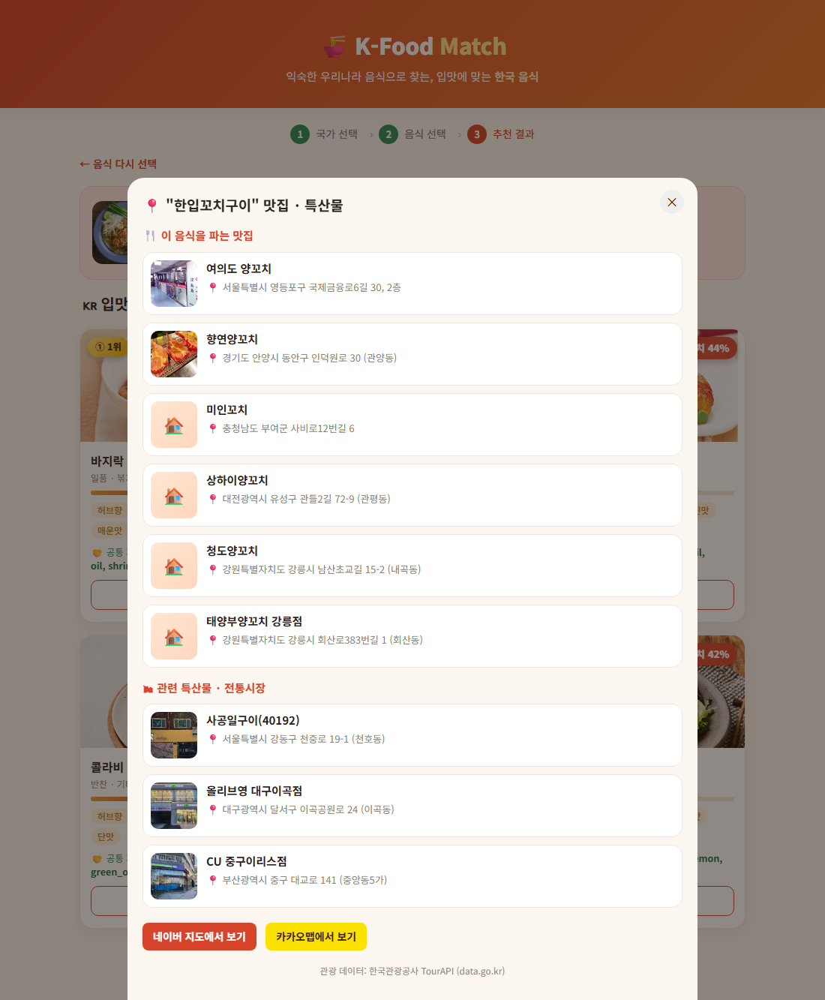 K-Food Match
익숙한 우리나라 음식으로 찾는, 입맛에 맞는 한국 음식
1 국가 선택 › 2 음식 선택 › 3 추천 결과
← 음식 다시 선택
"한입꼬치구이" 맛집 · 특산물
×
이 음식을 파는 맛집
여의도 양꼬치
서울특별시 영등포구 국제금융로6길 30, 2층
향연양꼬치
경기도 안양시 동안구 인덕원로 30 (관양동)
미인꼬치
충청남도 부여군 사비로12번길 6
상하이양꼬치
대전광역시 유성구 관들2길 72-9 (관평동)
청도양꼬치
강원특별자치도 강릉시 남산초교길 15-2 (내곡동)
태양부양꼬치 강릉점
강원특별자치도 강릉시 회산로383번길 1 (회산동)
관련 특산물 · 전통시장
사공일구이(40192)
서울특별시 강동구 천중로 19-1 (천호동)
올리브영 대구이곡점
대구광역시 달서구 이곡공원로 24 (이곡동)
CU 중구이리스점
부산광역시 중구 대교로 141 (중앙동5가)
네이버 지도에서 보기
카카오맵에서 보기
관광 데이터: 한국관광공사 TourAPI (data.go.kr)
KR 입맛
① 1위
바지락
일품 · 볶
허브향
매운맛
공통
oil, shri
치 44%
콜라비
반찬 · 기
허브향
단맛
공통
green_o
치 42%
emon,